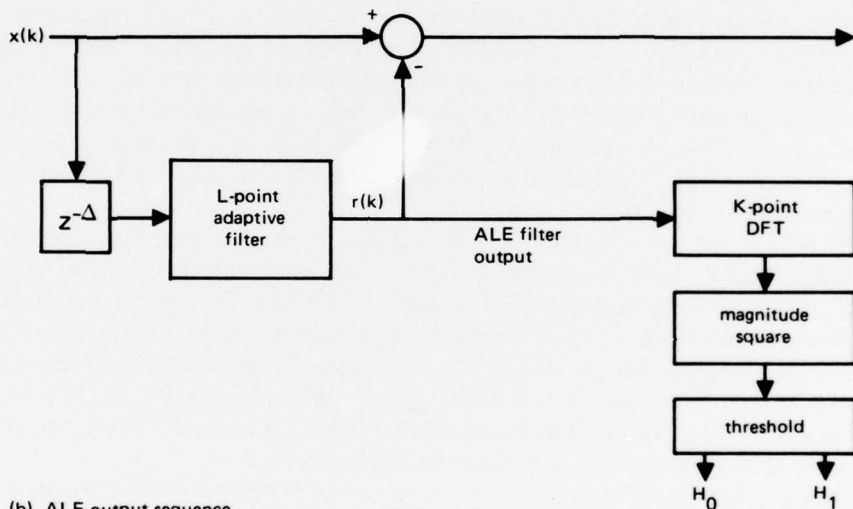 +
x(k)
-
z^-Δ
L-point
adaptive
filter
r(k)
ALE filter
output
K-point
DFT
magnitude
square
threshold
H₀ H₁
(b) ALE output sequence